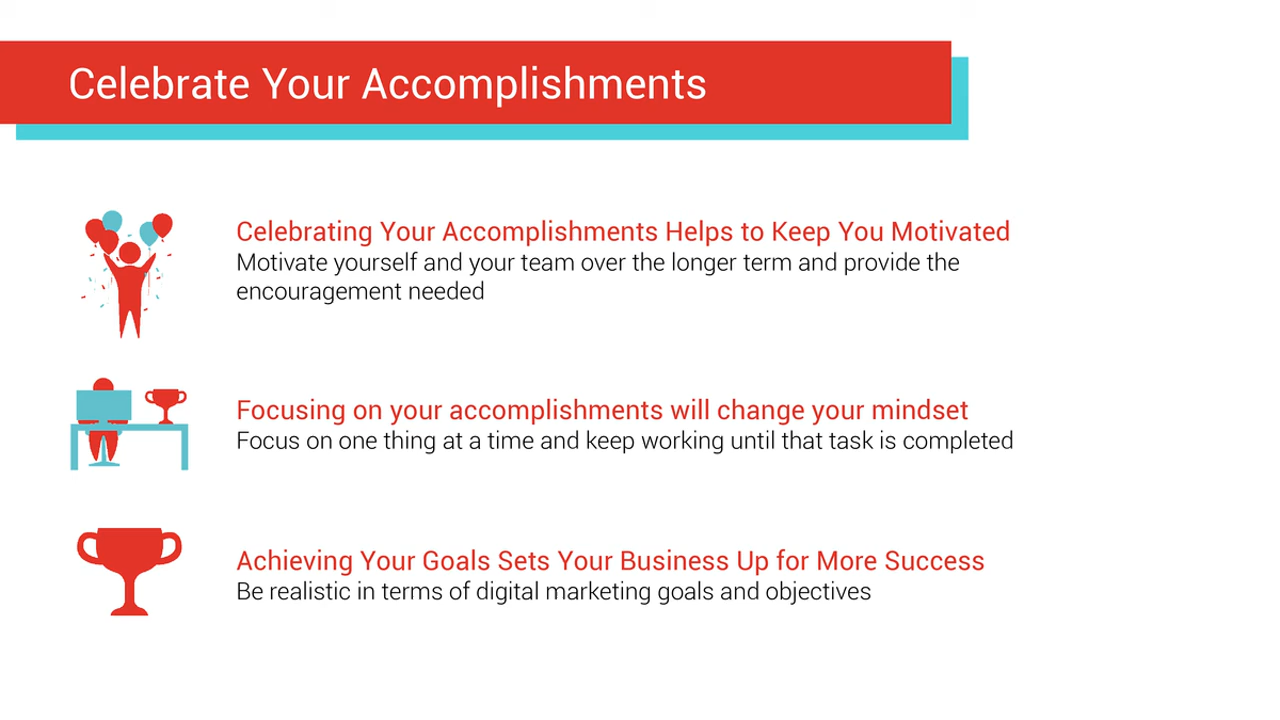 Celebrate Your Accomplishments
Celebrating Your Accomplishments Helps to Keep You Motivated
Motivate yourself and your team over the longer term and provide the
encouragement needed
Focusing on your accomplishments will change your mindset
Focus on one thing at a time and keep working until that task is completed
Achieving Your Goals Sets Your Business Up for More Success
Be realistic in terms of digital marketing goals and objectives